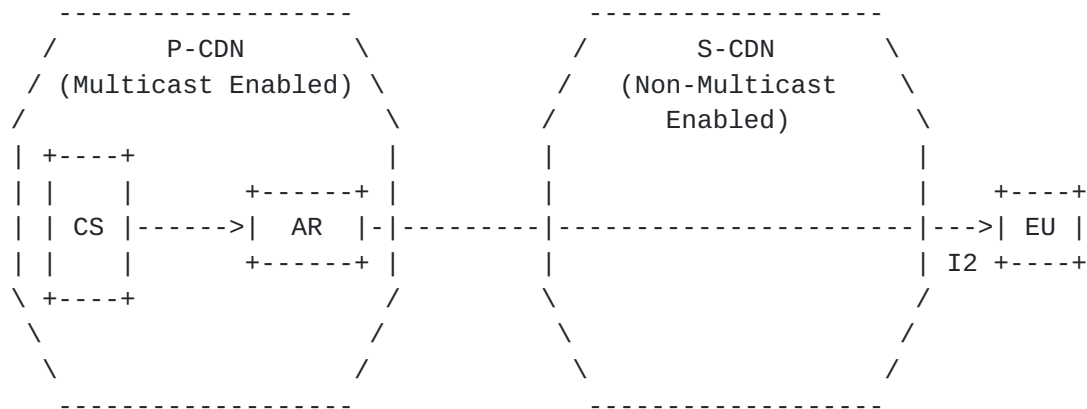 P-CDN S-CDN
(Multicast Enabled) (Non-Multicast
Enabled)
CS AR EU
I2